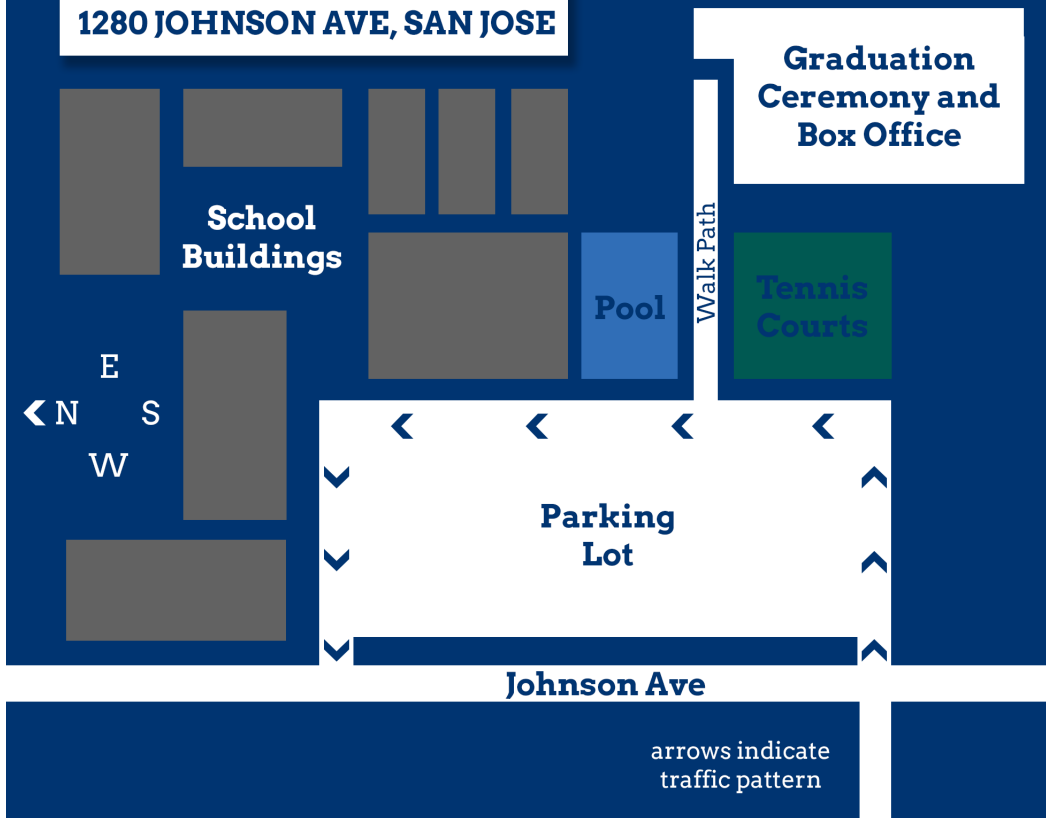 1280 JOHNSON AVE, SAN JOSE
Graduation
Ceremony and
Box Office
School
Buildings
Walk Path
Pool
Tennis
Courts
E
N S
W
Parking
Lot
Johnson Ave
arrows indicate
traffic pattern